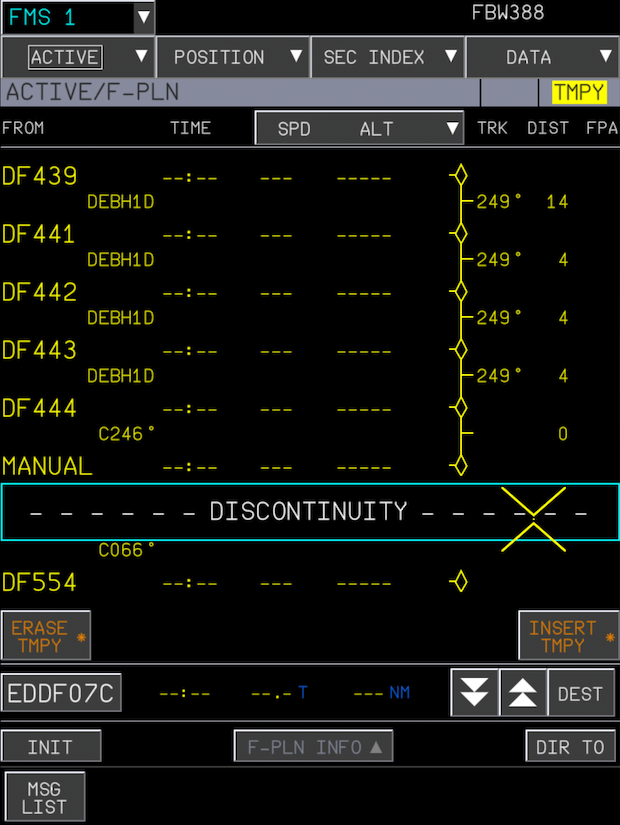 FMS 1 ▼ FBW388
ACTIVE ▼ POSITION ▼ SEC INDEX ▼ DATA ▼
ACTIVE/F-PLN TMPY
FROM TIME SPD ALT ▼ TRK DIST FPA
DF439 --:-- --- -----
DEBH1D 249° 14
DF441 --:-- --- -----
DEBH1D 249° 4
DF442 --:-- --- -----
DEBH1D 249° 4
DF443 --:-- --- -----
DEBH1D 249° 4
DF444 --:-- --- -----
C246° 0
MANUAL --:-- --- -----
- - - - - - DISCONTINUITY - - - - - -
C066°
DF554 --:-- --- -----
ERASE
TMPY *
INSERT
TMPY *
EDDF07C --:-- --.- T --- NM DEST
INIT F-PLN INFO ▲ DIR TO
MSG
LIST